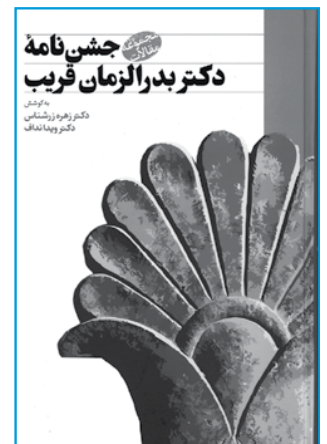 جشن‌نامهٔ
مجموعه
مقالات
دکتر بدرالزمان قریب
به کوشش
دکتر زهره زرشناس
دکتر ویدا نداف